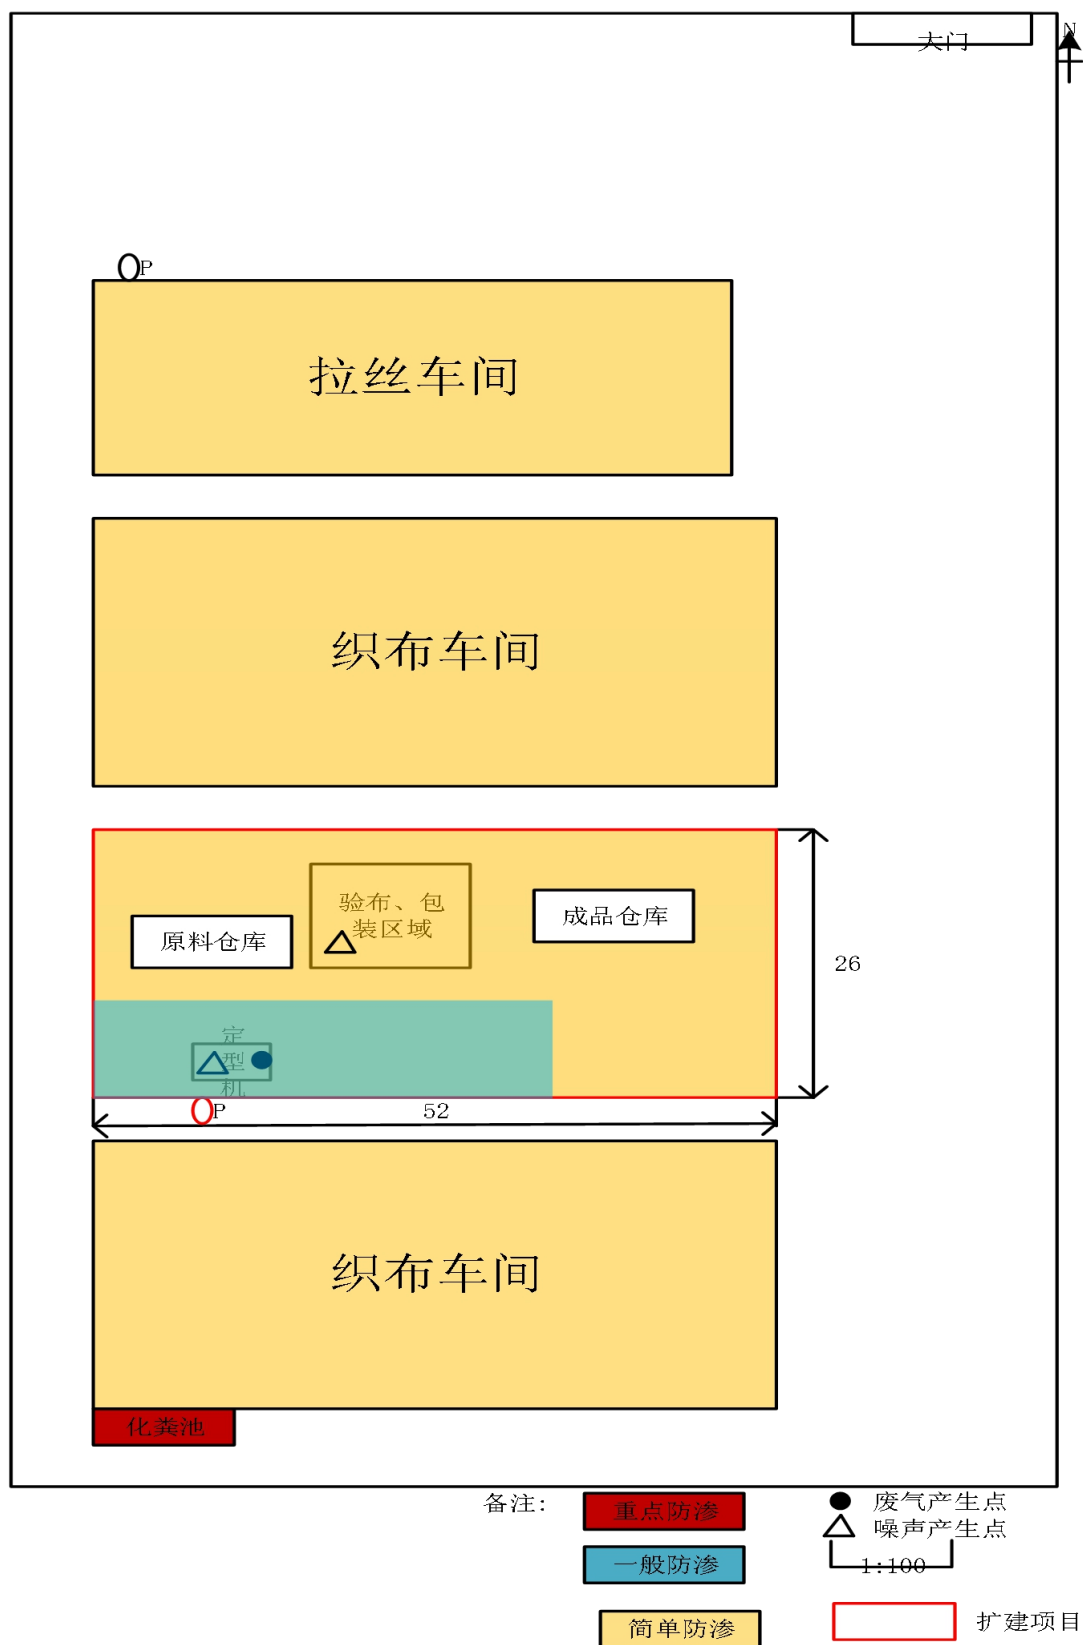 大门
N
P
拉丝车间
织布车间
验布、包
装区域
成品仓库
原料仓库
26
定
型
机
P
52
织布车间
化粪池
备注:
重点防渗
废气产生点
噪声产生点
一般防渗
1:100
简单防渗
扩建项目